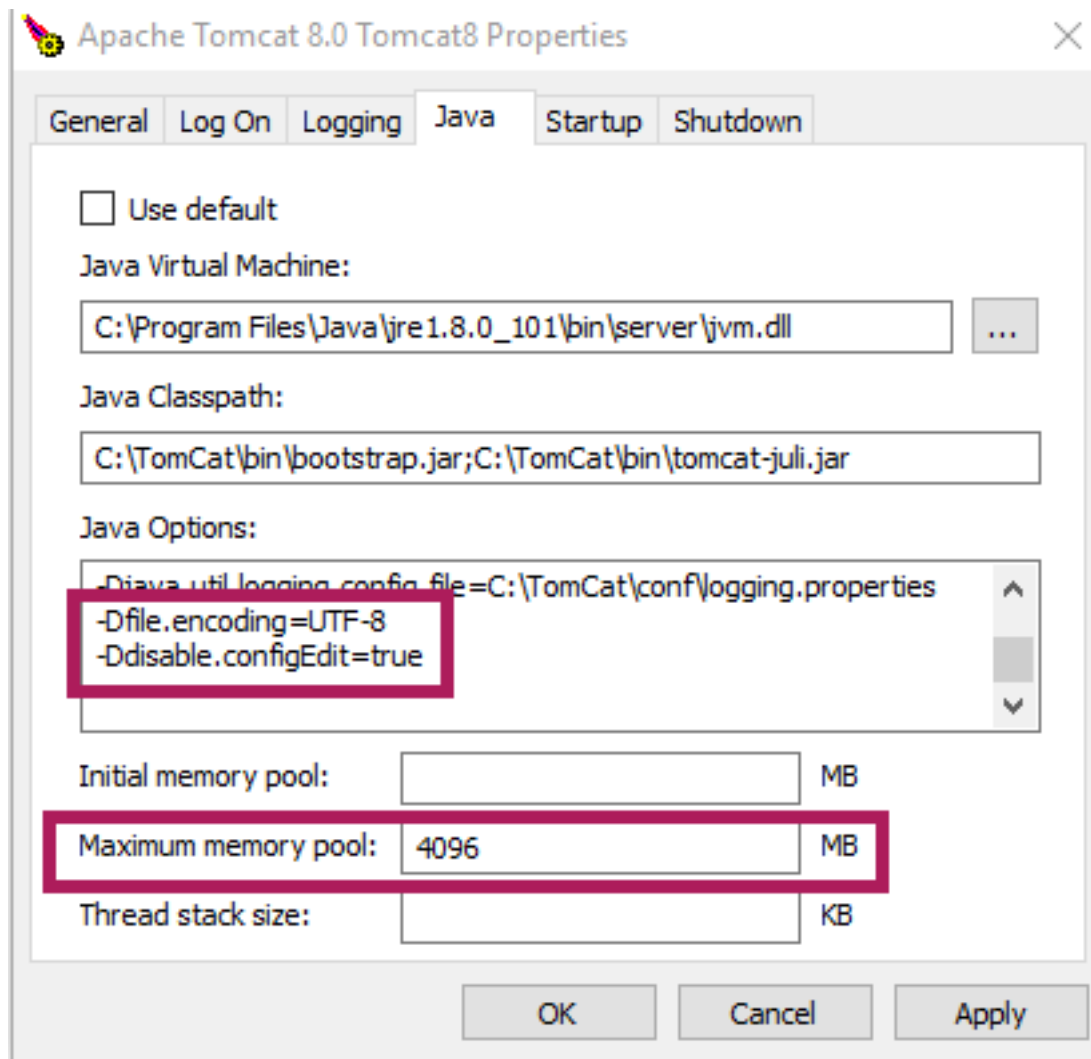 Apache Tomcat 8.0 Tomcat8 Properties
General Log On Logging Java Startup Shutdown
Use default
Java Virtual Machine:
C:\Program Files\Java\jre1.8.0_101\bin\server\jvm.dll
...
Java Classpath:
C:\TomCat\bin\bootstrap.jar;C:\TomCat\bin\tomcat-juli.jar
Java Options:
-Djava.util.logging.config.file=C:\TomCat\conf\logging.properties
-Dfile.encoding=UTF-8
-Ddisable.configEdit=true
Initial memory pool: MB
Maximum memory pool: 4096 MB
Thread stack size: KB
OK Cancel Apply